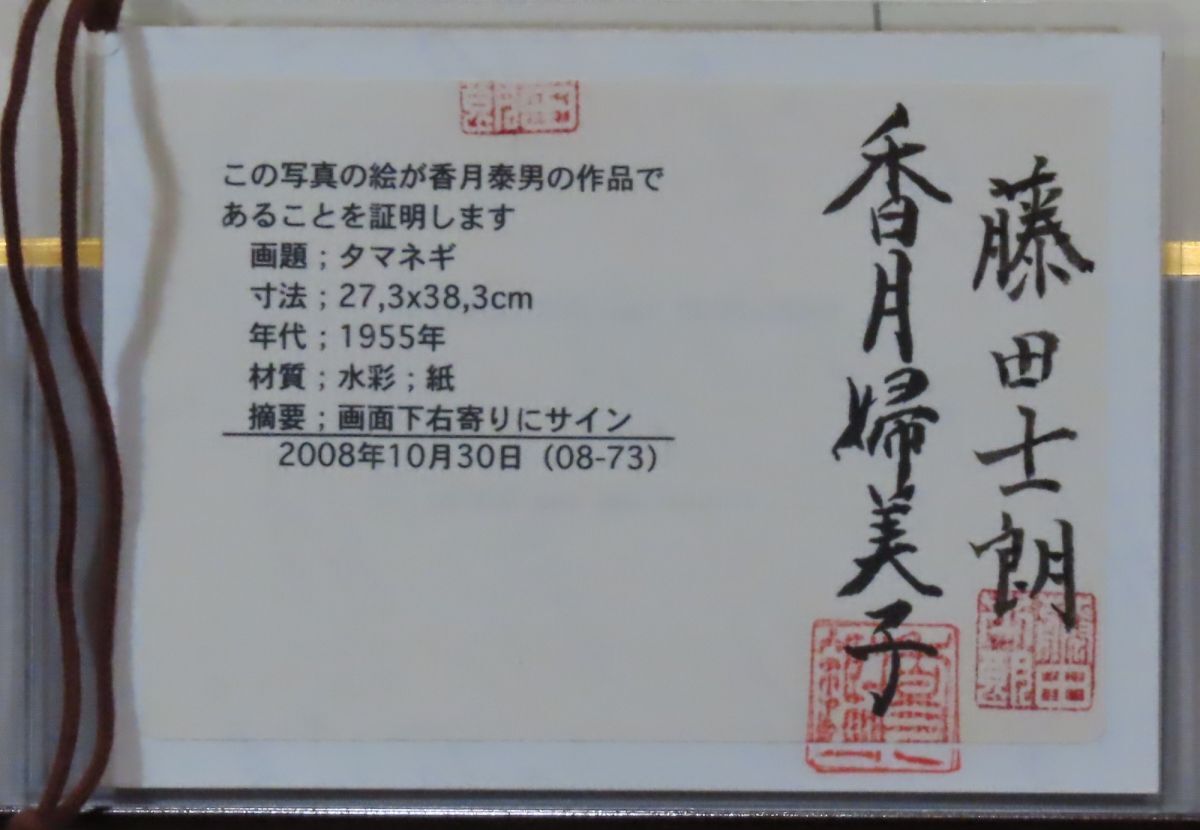 この写真の絵が香月泰男の作品で
あることを証明します
画題；タマネギ
寸法；27,3x38,3cm
年代；1955年
材質；水彩；紙
摘要；画面下右寄りにサイン
2008年10月30日（08-73）
藤田士朗
香月婦美子